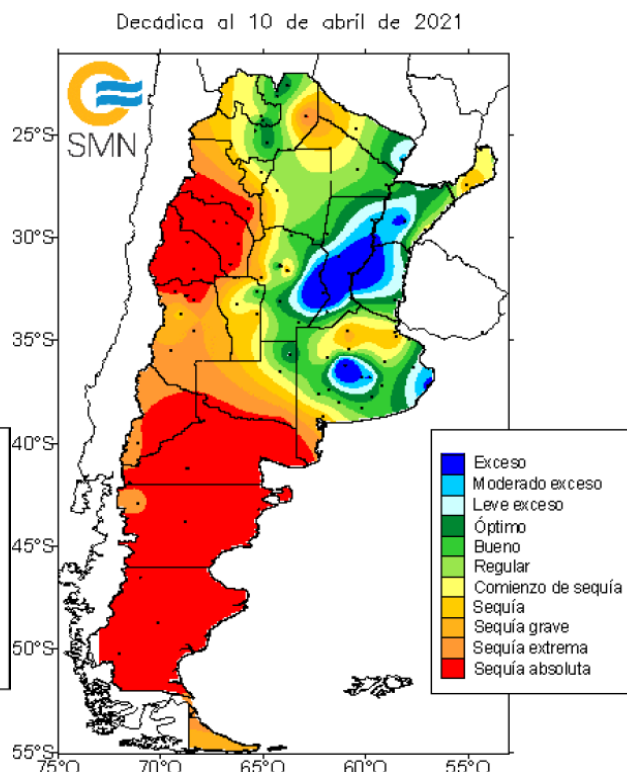 Decádica al 10 de abril de 2021
SMN
25°S
30°S
35°S
40°S
45°S
50°S
55°S
75°O
70°O
65°O
60°O
55°O
Exceso
Moderado exceso
Leve exceso
Óptimo
Bueno
Regular
Comienzo de sequía
Sequía
Sequía grave
Sequía extrema
Sequía absoluta